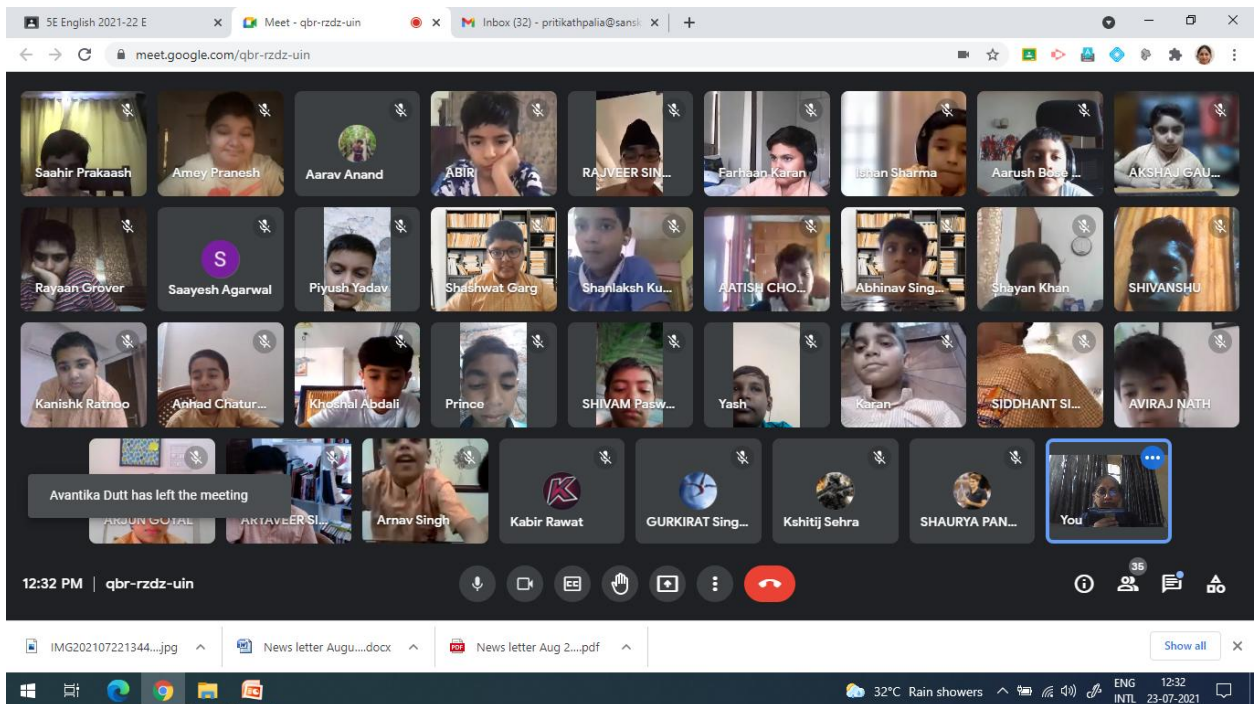 5E English 2021-22 E
Meet - qbr-rzdz-uin
Inbox (32) - pritikathpalia@sansk
meet.google.com/qbr-rzdz-uin
Saahir Prakaash
Amey Pranesh
Aarav Anand
ABIR
RAJVEER SIN...
Farhaan Karan
Ishan Sharma
Aarush Bose ...
AKSHAJ GAU...
Rayaan Grover
S
Saayesh Agarwal
Piyush Yadav
Shashwat Garg
Shanlaksh Ku...
AATISH CHO...
Abhinav Sing...
Shayan Khan
SHIVANSHU
Kanishk Ratnoo
Anhad Chatur...
Khoshal Abdali
Prince
SHIVAM Pasw...
Yash
Karan
SIDDHANT SI...
AVIRAJ NATH
Avantika Dutt has left the meeting
ARJUN GOYAL
ARTAVEER SI...
Arnav Singh
K
Kabir Rawat
GURKIRAT Sing...
Kshitij Sehra
SHAURYA PAN...
You
12:32 PM | qbr-rzdz-uin
CC
35
IMG202107221344....jpg
News letter Augu....docx
PDF
News letter Aug 2....pdf
Show all
32°C Rain showers
ENG
INTL
12:32
23-07-2021